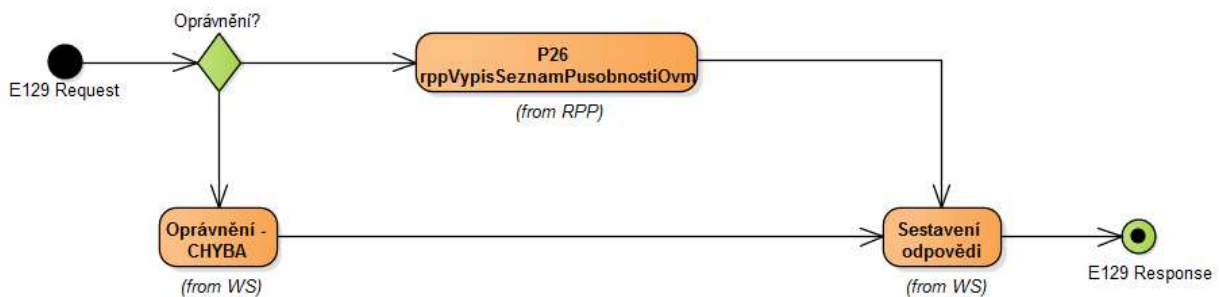 Oprávnění?
E129 Request
P26
rppVypisSeznamPusobnostiOvm
(from RPP)
Oprávnění -
CHYBA
(from WS)
Sestavení
odpovědi
(from WS)
E129 Response